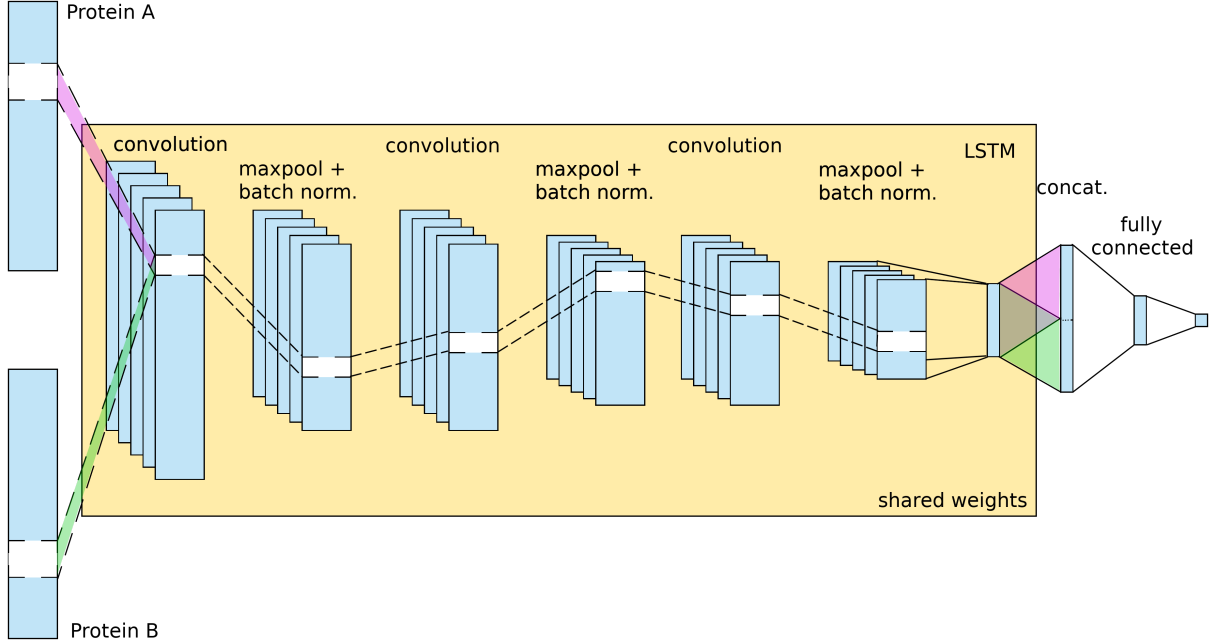 Protein A
convolution
maxpool +
batch norm.
convolution
maxpool +
batch norm.
convolution
maxpool +
batch norm.
LSTM
concat.
fully
connected
shared weights
Protein B